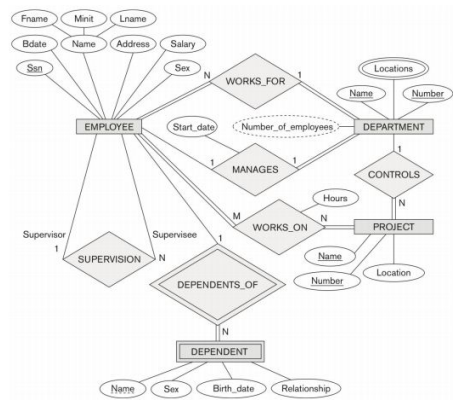 Fname Minit Lname
Bdate Name Address Salary
Ssn Sex
N WORKS_FOR 1
Locations
Name Number
EMPLOYEE Start_date Number_of_employees DEPARTMENT
1 MANAGES 1
1
CONTROLS
N
Hours
M WORKS_ON N
PROJECT
Supervisor Supervisee
1 SUPERVISION N
1
Name
Number Location
DEPENDENTS_OF
N
DEPENDENT
Name Sex Birth_date Relationship